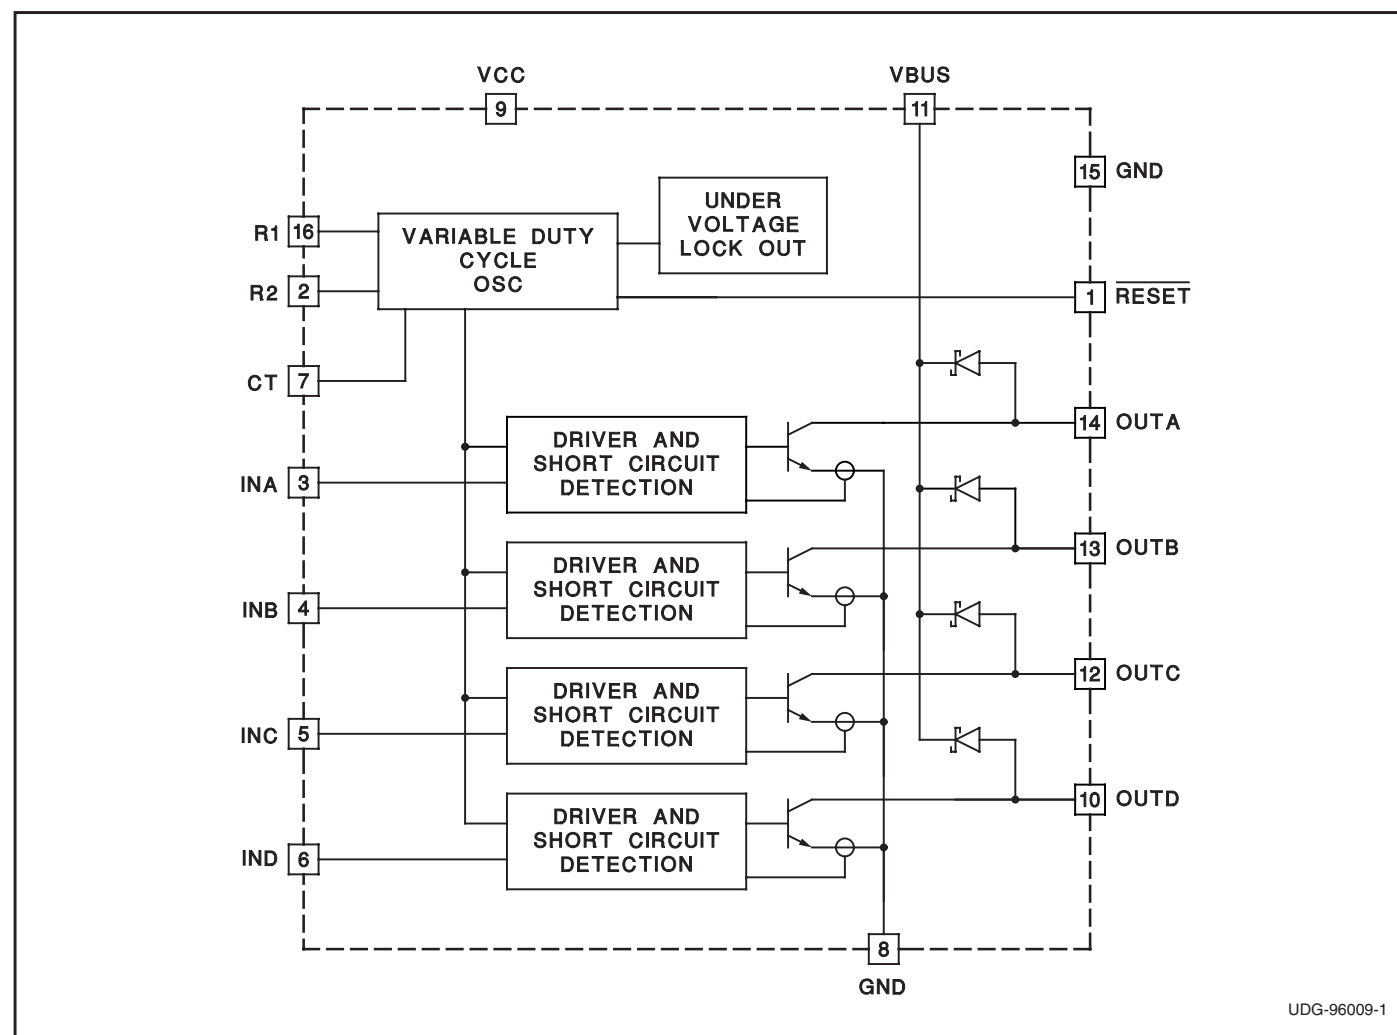 VCC
9
VBUS
11
15 GND
R1 16
UNDER
VOLTAGE
LOCK OUT
VARIABLE DUTY
CYCLE
OSC
R2 2
1 RESET
CT 7
14 OUTA
DRIVER AND
SHORT CIRCUIT
DETECTION
INA 3
13 OUTB
DRIVER AND
SHORT CIRCUIT
DETECTION
INB 4
12 OUTC
DRIVER AND
SHORT CIRCUIT
DETECTION
INC 5
10 OUTD
DRIVER AND
SHORT CIRCUIT
DETECTION
IND 6
8
GND
UDG-96009-1